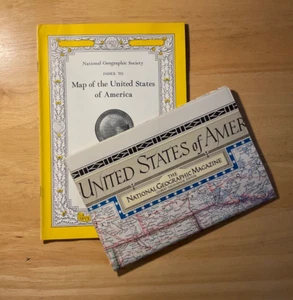 National Geographic Society
INDEX TO
Map of the United States
of America
UNITED STATES OF AMER
THE
NATIONAL GEOGRAPHIC MAGAZINE